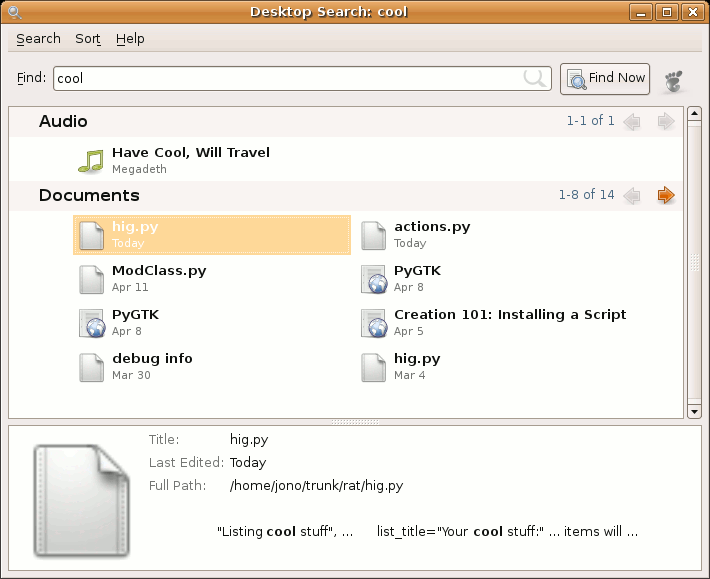 Desktop Search: cool
Search Sort Help
Find: cool Find Now
Audio 1-1 of 1
Have Cool, Will Travel
Megadeth
Documents 1-8 of 14
hig.py actions.py
Today Today
ModClass.py PyGTK
Apr 11 Apr 8
PyGTK Creation 101: Installing a Script
Apr 8 Apr 5
debug info hig.py
Mar 30 Mar 4
Title: hig.py
Last Edited: Today
Full Path: /home/jono/trunk/rat/hig.py
"Listing cool stuff", ... list_title="Your cool stuff:" ... items will ...